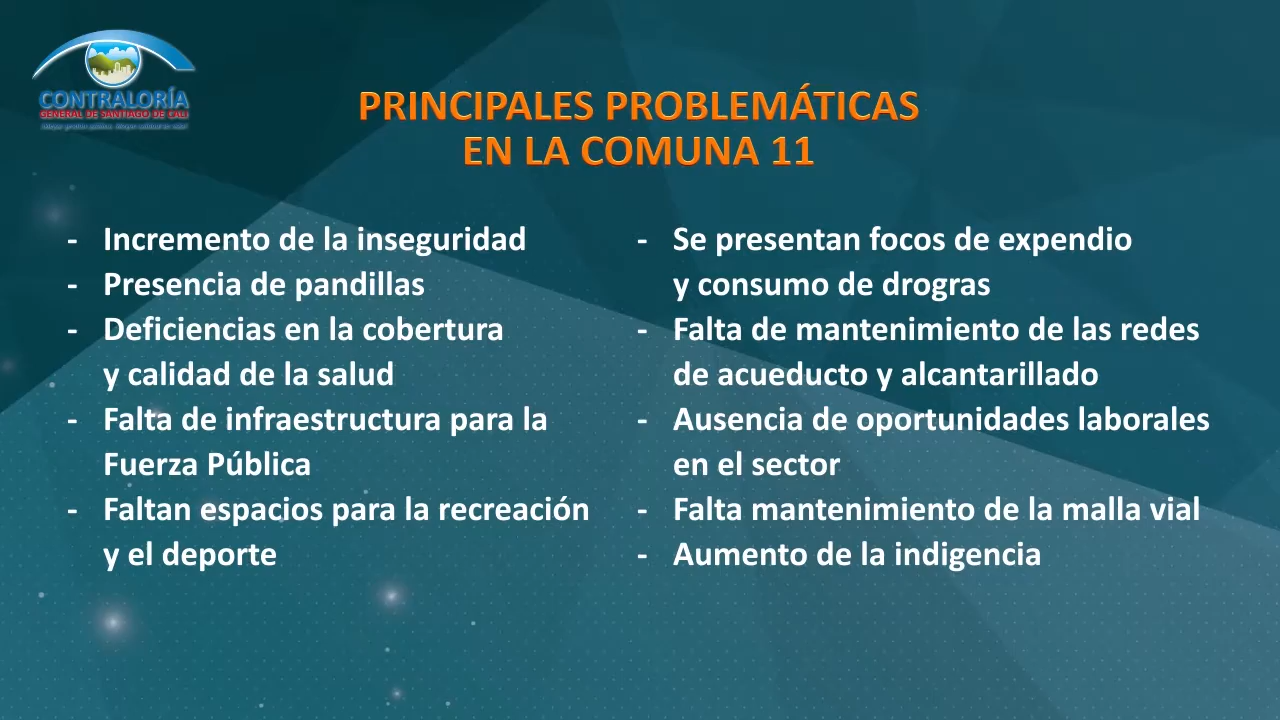 CONTRALORÍA
GENERAL DE SANTIAGO DE CALI
PRINCIPALES PROBLEMÁTICAS
EN LA COMUNA 11
- Incremento de la inseguridad
- Presencia de pandillas
- Deficiencias en la cobertura
y calidad de la salud
- Falta de infraestructura para la
Fuerza Pública
- Faltan espacios para la recreación
y el deporte
- Se presentan focos de expendio
y consumo de drogras
- Falta de mantenimiento de las redes
de acueducto y alcantarillado
- Ausencia de oportunidades laborales
en el sector
- Falta mantenimiento de la malla vial
- Aumento de la indigencia